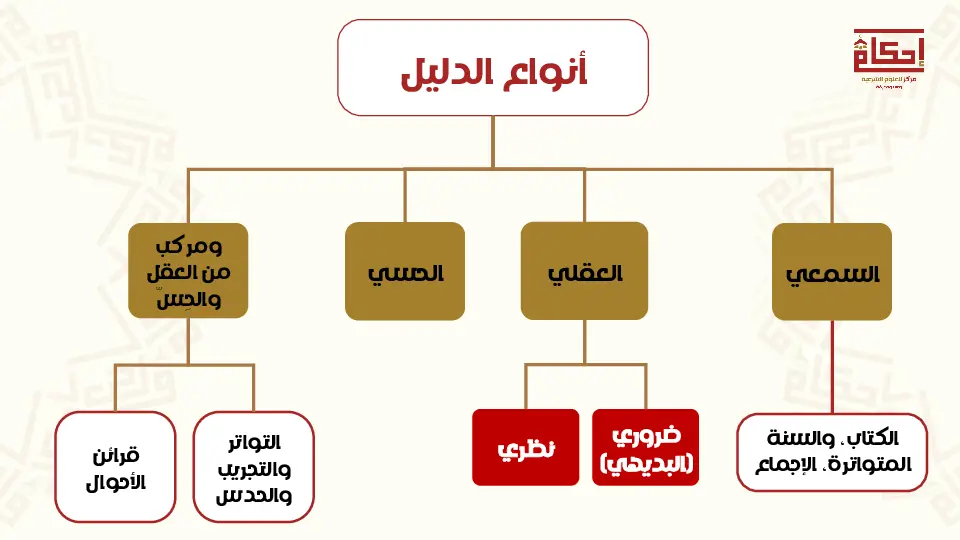 إحكام
مركز للعلوم الشرعية
أنواع الدليل
السمعي
العقلي
الحسي
ومركب
من العقل
والحِسّ
الكتاب، والسنة
المتواترة، الإجماع
ضروري
(البديهي)
نظري
التواتر
والتجريب
والحدس
قرائن
الأحوال